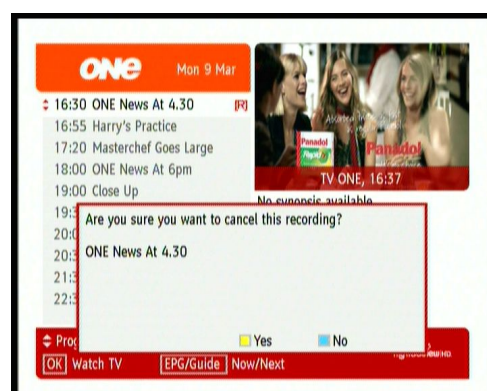 ONE Mon 9 Mar
16:30 ONE News At 4.30 [R]
16:55 Harry's Practice
17:20 Masterchef Goes Large
18:00 ONE News At 6pm
19:00 Close Up
Panadol
Rapid
Panadol
TV ONE, 16:37
No synopsis available
Are you sure you want to cancel this recording?
ONE News At 4.30
Yes No
OK Watch TV EPG/Guide Now/Next